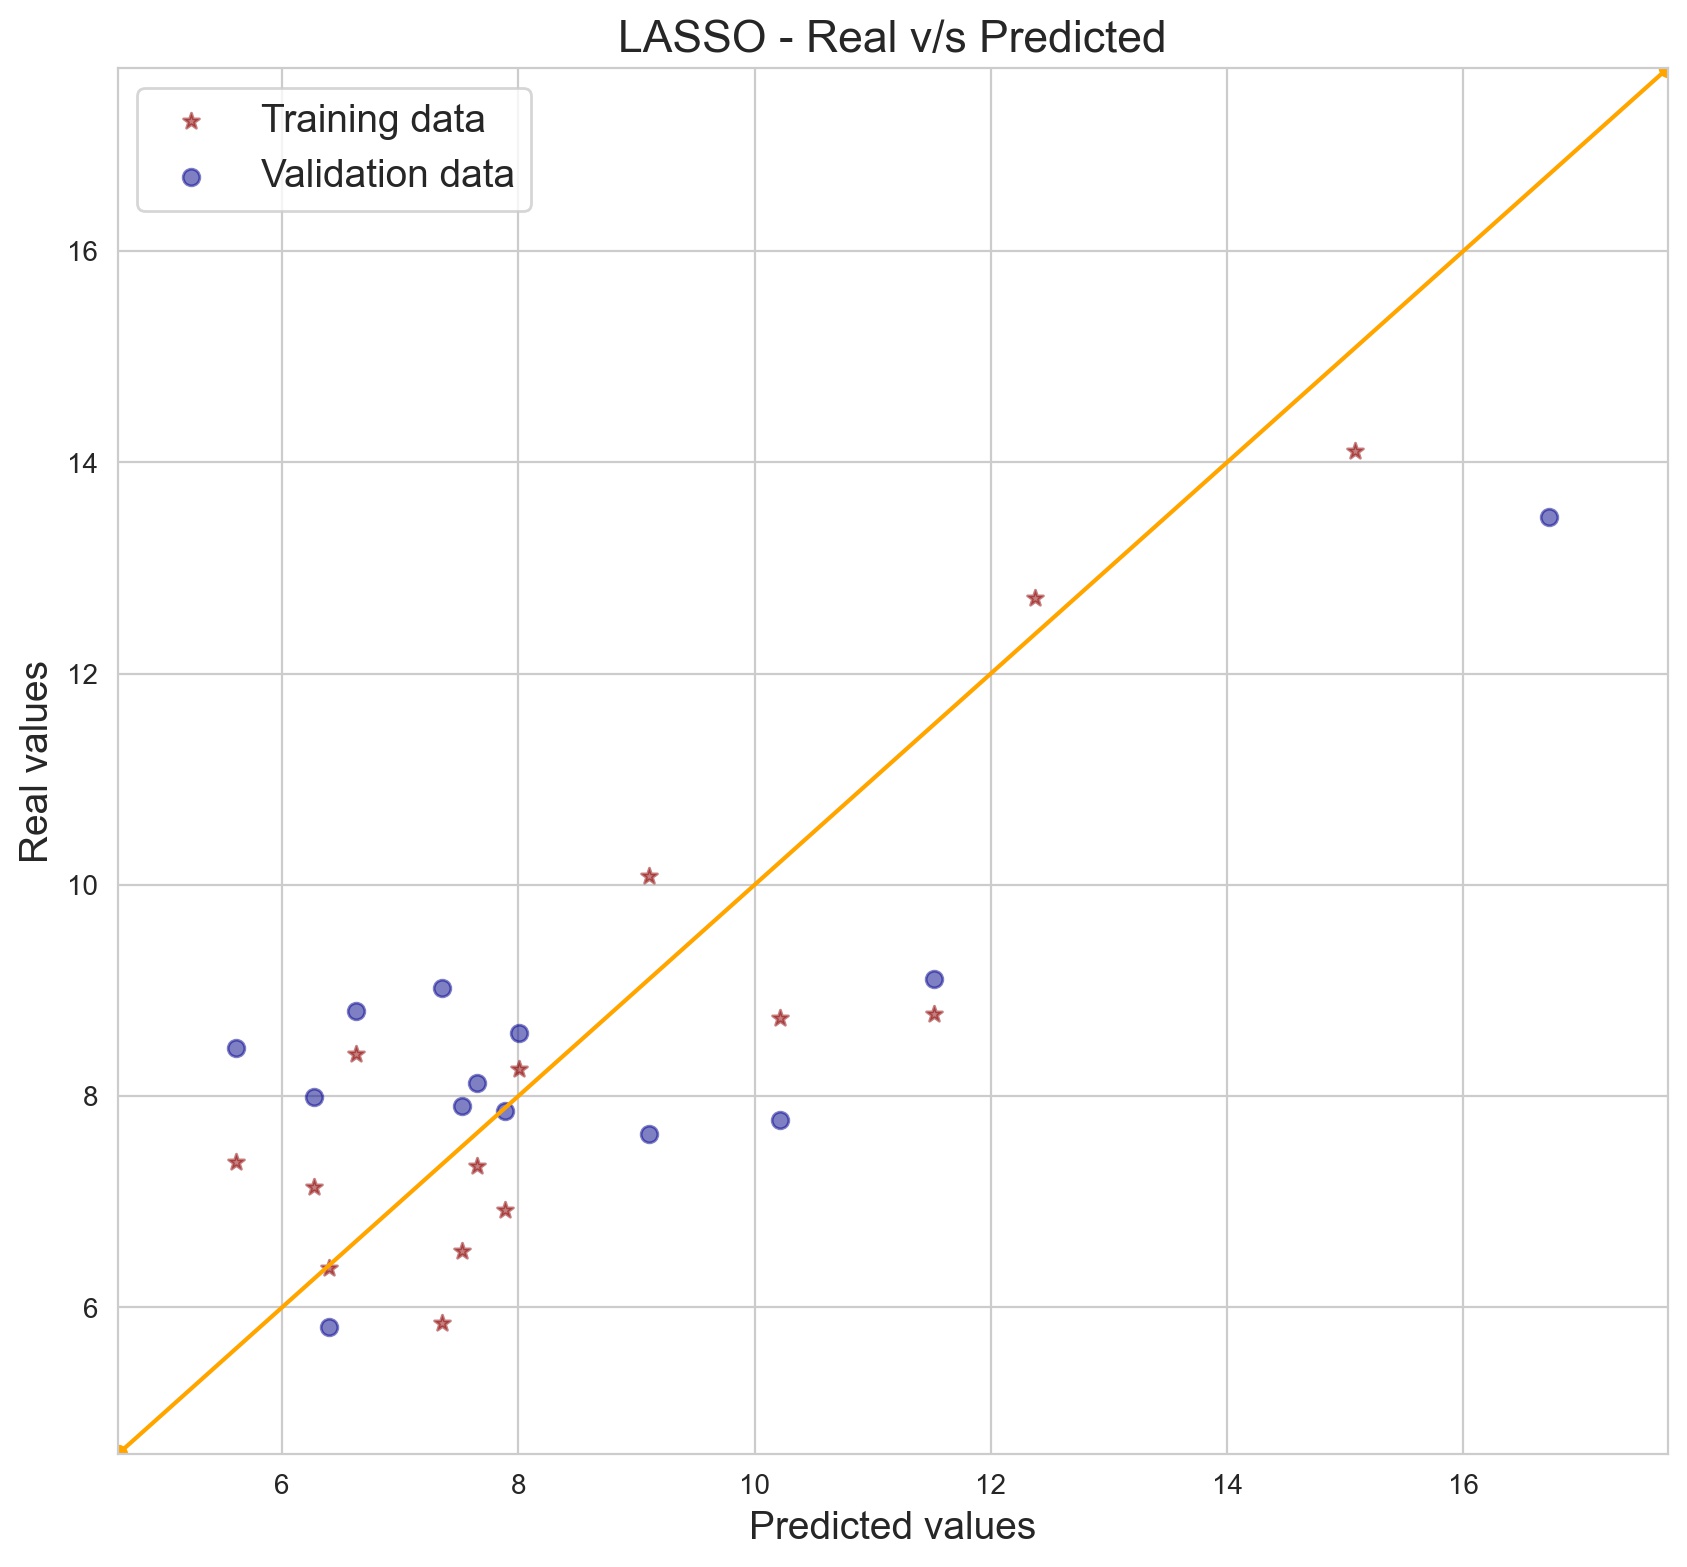 LASSO - Real v/s Predicted
Training data
Validation data
16
14
12
10
8
6
Real values
6 8 10 12 14 16
Predicted values